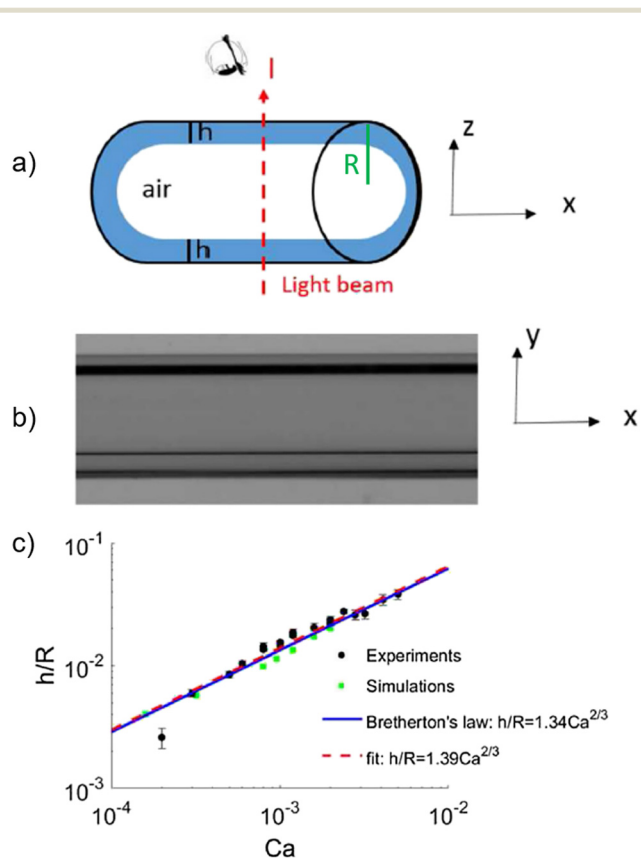 a)
I
h
R
air
h
Light beam
z
x
b)
y
x
c)
10^-1
10^-2
10^-3
h/R
Experiments
Simulations
Bretherton's law: h/R=1.34Ca^2/3
fit: h/R=1.39Ca^2/3
10^-4
10^-3
10^-2
Ca